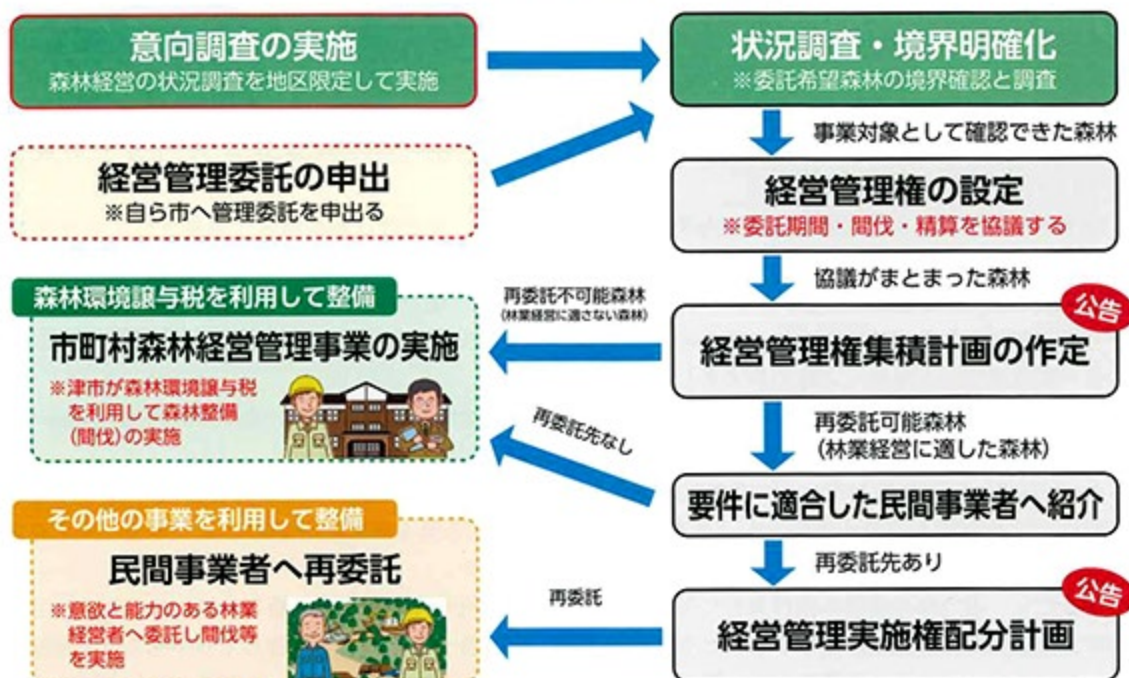 意向調査の実施
森林経営の状況調査を地区限定して実施
状況調査・境界明確化
※委託希望森林の境界確認と調査
事業対象として確認できた森林
経営管理委託の申出
※自ら市へ管理委託を申出る
経営管理権の設定
※委託期間・間伐・精算を協議する
協議がまとまった森林
森林環境譲与税を利用して整備
市町村森林経営管理事業の実施
※津市が森林環境譲与税
を利用して森林整備
(間伐)の実施
再委託不可能森林
(林業経営に適さない森林)
公告
経営管理権集積計画の作定
再委託可能森林
(林業経営に適した森林)
再委託先なし
要件に適合した民間事業者へ紹介
再委託先あり
その他の事業を利用して整備
民間事業者へ再委託
※意欲と能力のある林業
経営者へ委託し間伐等
を実施
再委託
公告
経営管理実施権配分計画